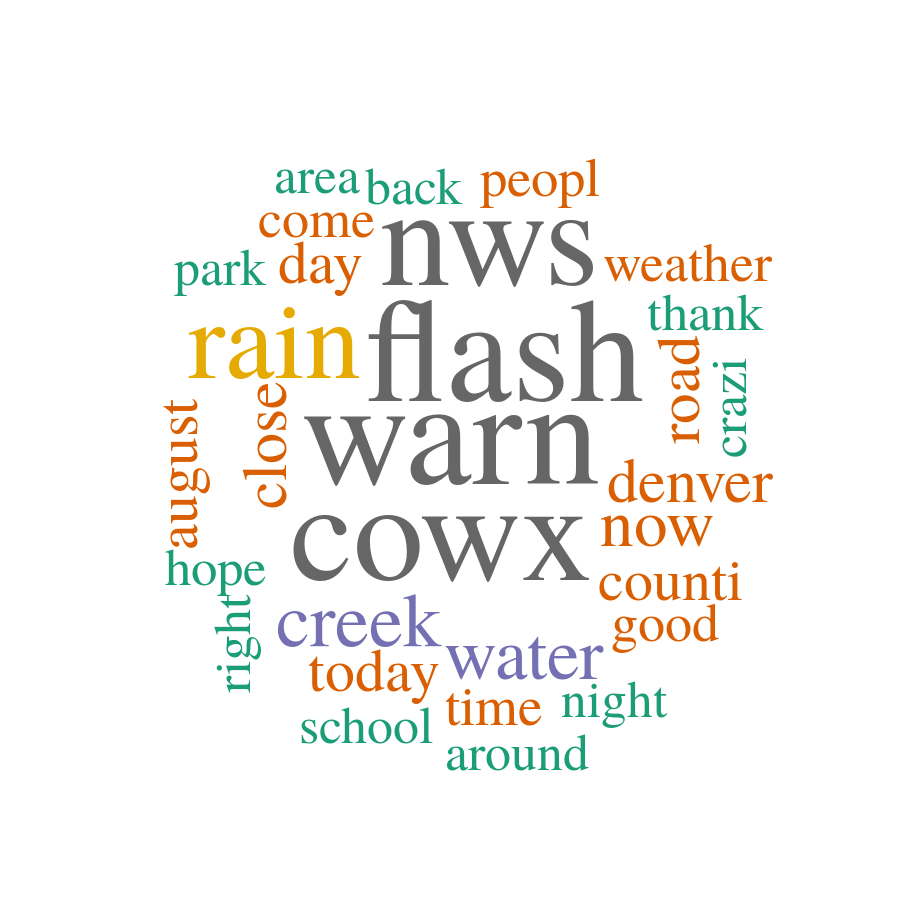 area
back
peopl
come
nws
park
day
weather
rain
flash
thank
road
crazi
august
close
warn
denver
cowx
now
hope
counti
right
creek
good
water
today
time
night
school
around